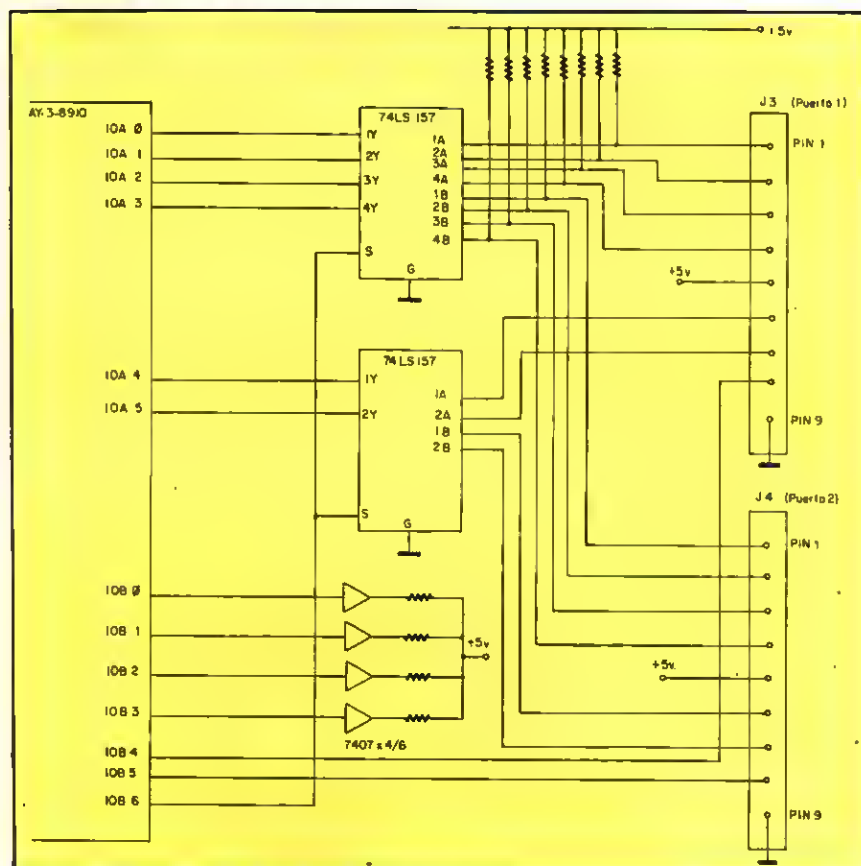 +5v
AY-3-8910
74LS 157
J3 (Puerto 1)
IOA 0
IOA 1
IOA 2
IOA 3
1Y
2Y
3Y
4Y
S
G
1A
2A
3A
4A
1B
2B
3B
4B
PIN 1
+5v
PIN 9
74LS 157
IOA 4
IOA 5
1Y
2Y
S
G
1A
2A
1B
2B
J4 (Puerto 2)
PIN 1
+5v.
PIN 9
IOB 0
IOB 1
IOB 2
IOB 3
IOB 4
IOB 5
IOB 6
+5v
7407 x 4/6